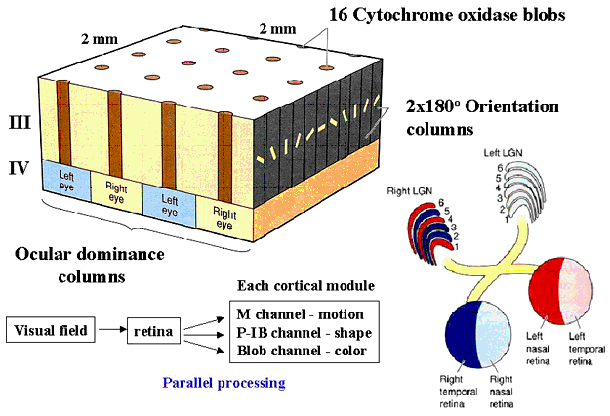 16 Cytochrome oxidase blobs
2 mm
2 mm
III
IV
2x180° Orientation
columns
Left
eye
Right
eye
Left
eye
Right
eye
Ocular dominance
columns
Left LGN
6
5
4
3
2
1
Right LGN
6
5
4
3
2
1
Each cortical module
Visual field
retina
M channel - motion
P-IB channel - shape
Blob channel - color
Parallel processing
Left
nasal
retina
Left
temporal
retina
Right
temporal
retina
Right
nasal
retina